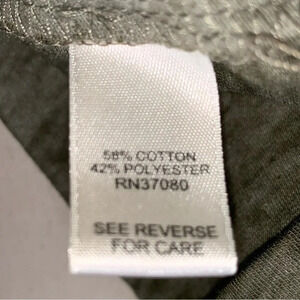 58% COTTON
42% POLYESTER
RN37080
SEE REVERSE
FOR CARE